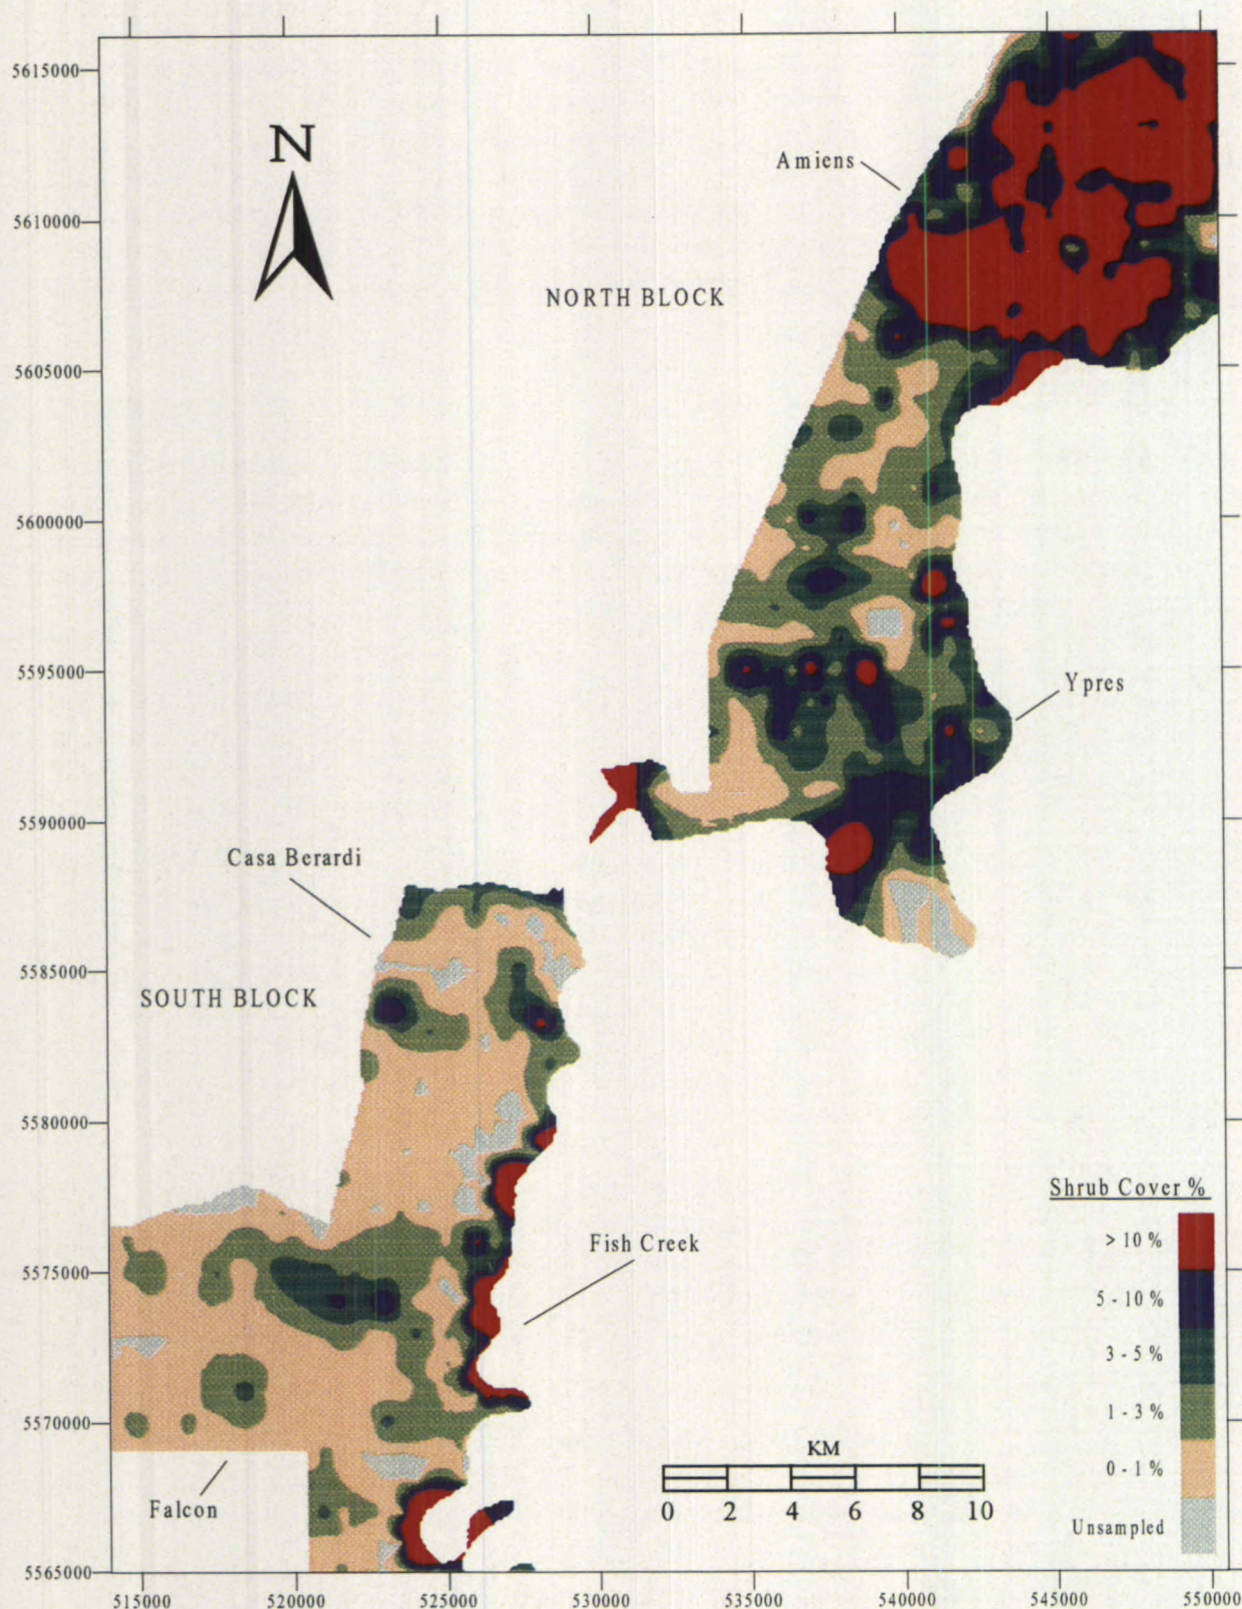 5615000
N
Amiens
5610000
NORTH BLOCK
5605000
5600000
5595000
Ypres
5590000
Casa Berardi
5585000
SOUTH BLOCK
5580000
Shrub Cover %
> 10 %
Fish Creek
5575000
5 - 10 %
3 - 5 %
1 - 3 %
5570000
KM
0 - 1 %
0 2 4 6 8 10
Falcon
Unsampled
5565000
515000 520000 525000 530000 535000 540000 545000 550000